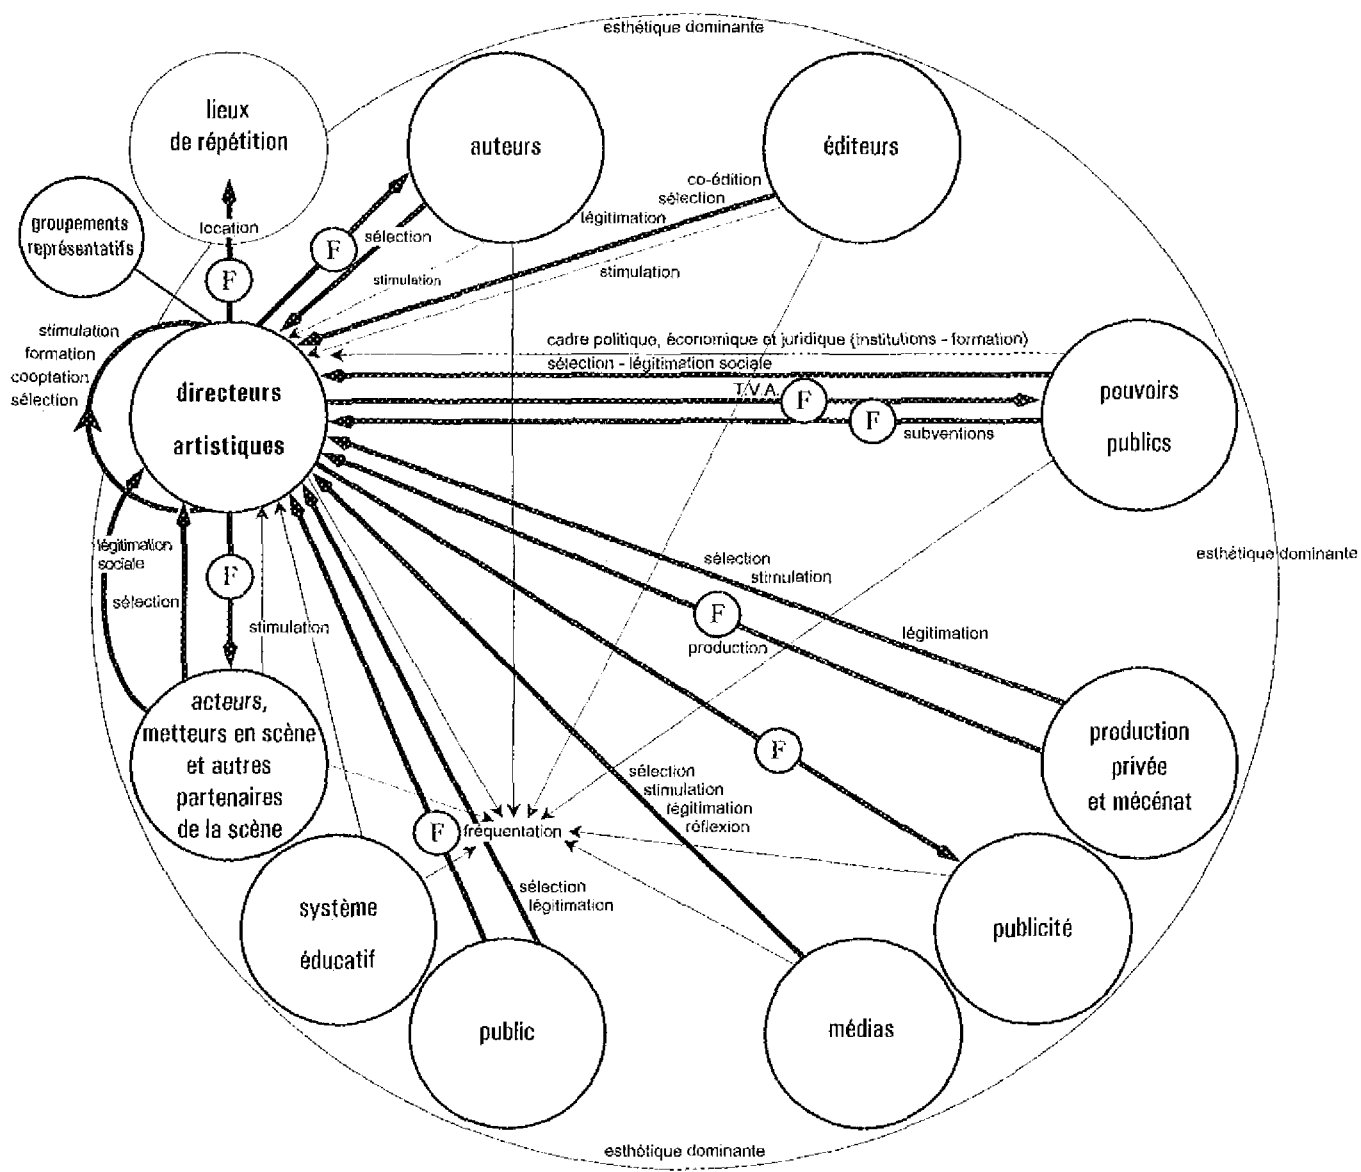 esthétique dominante
lieux
de répétition
auteurs
éditeurs
groupements
représentatifs
location
F
F
sélection
stimulation
co-édition
sélection
légitimation
stimulation
stimulation
formation
cooptation
sélection
directeurs
artistiques
cadre politique, économique et juridique (institutions - formation)
sélection - légitimation sociale
T.V.A.
F
F
subventions
pouvoirs
publics
esthétique dominante
légitimation
sociale
F
sélection
stimulation
sélection
stimulation
F
production
légitimation
acteurs,
metteurs en scène
et autres
partenaires
de la scène
production
privée
et mécénat
F
sélection
stimulation
légitimation
réflexion
F
fréquentation
sélection
légitimation
système
éducatif
public
médias
publicité
esthétique dominante